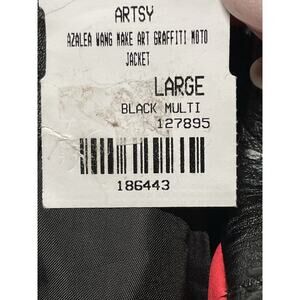 ARTSY
AZALEA WANG MAKE ART GRAFFITI MOTO
JACKET
LARGE
BLACK MULTI
127895
186443